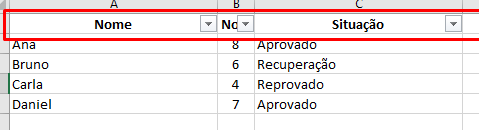 A B C
Nome No Situação
Ana 8 Aprovado
Bruno 6 Recuperação
Carla 4 Reprovado
Daniel 7 Aprovado